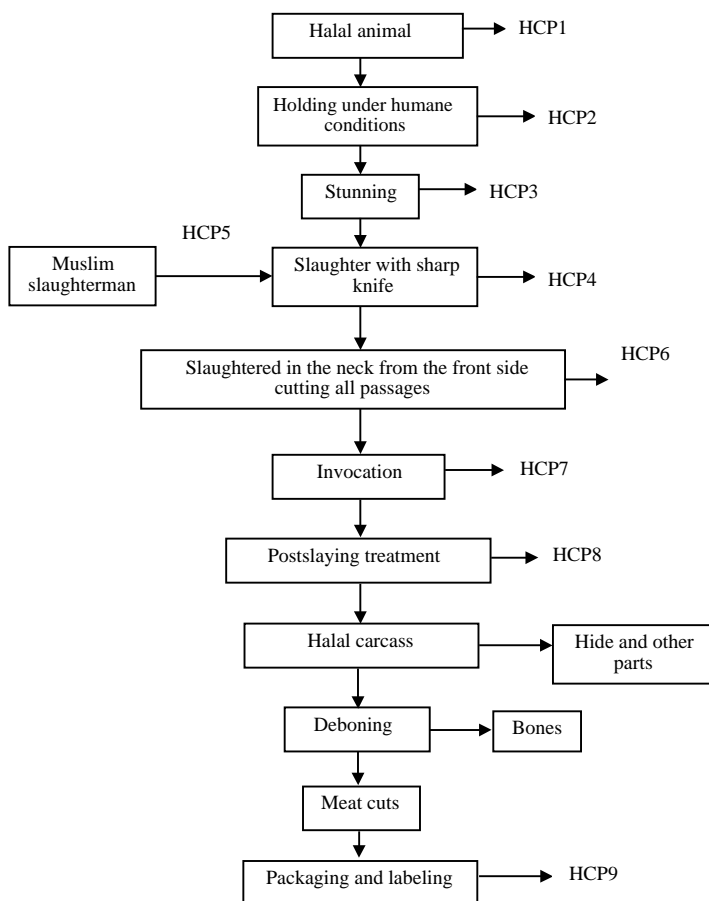 Halal animal
HCP1
Holding under humane
conditions
HCP2
Stunning
HCP3
HCP5
Muslim
slaughterman
Slaughter with sharp
knife
HCP4
Slaughtered in the neck from the front side
cutting all passages
HCP6
Invocation
HCP7
Postslaying treatment
HCP8
Halal carcass
Hide and other
parts
Deboning
Bones
Meat cuts
Packaging and labeling
HCP9